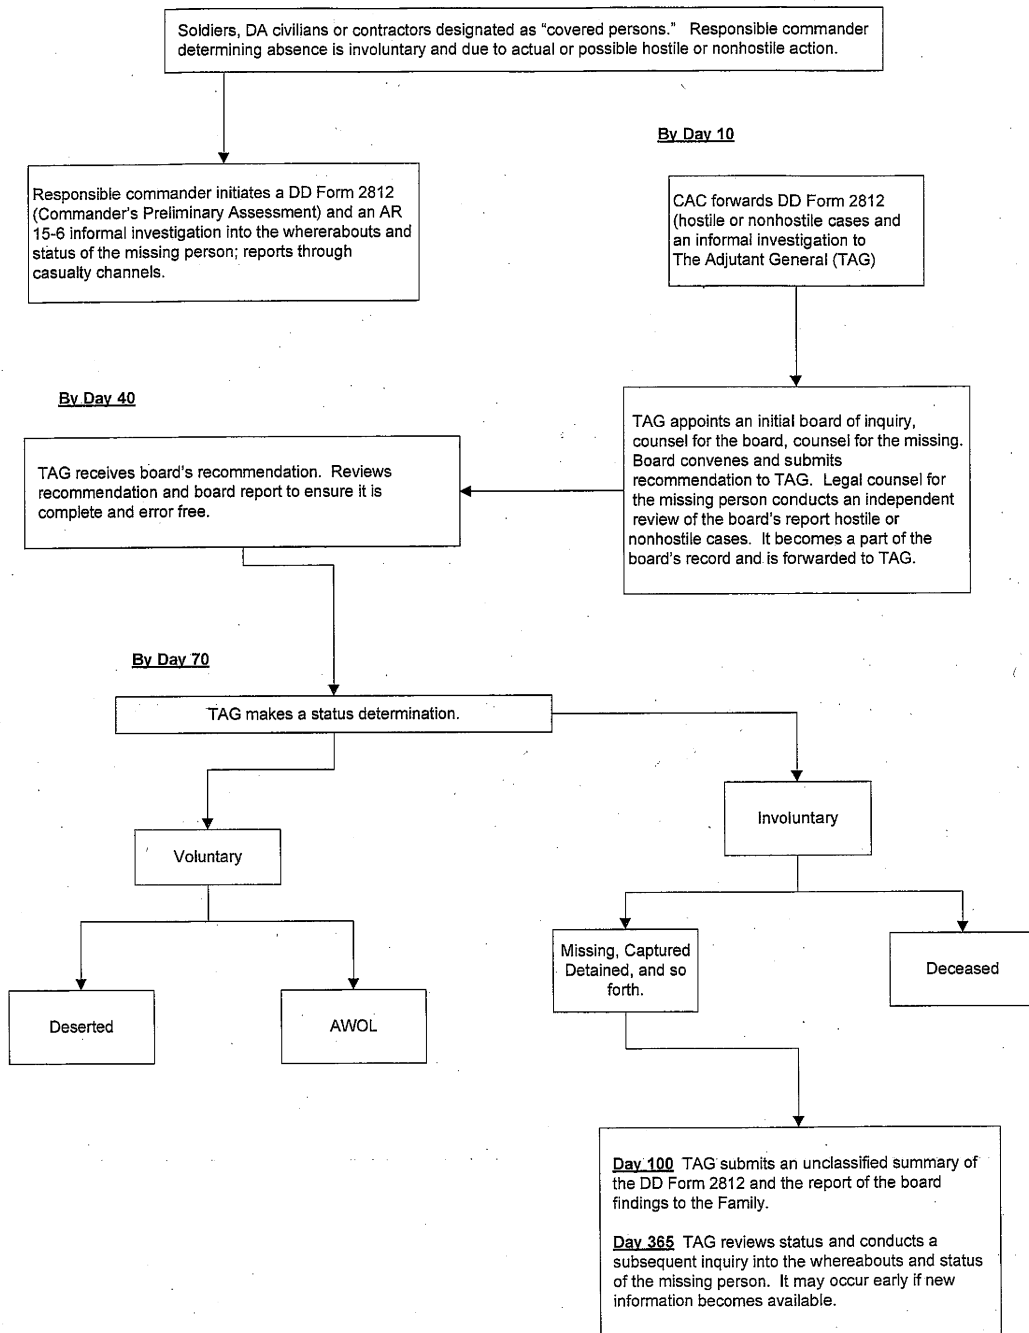 Soldiers, DA civilians or contractors designated as “covered persons.” Responsible commander
determining absence is involuntary and due to actual or possible hostile or nonhostile action.
By Day 10
Responsible commander initiates a DD Form 2812
(Commander's Preliminary Assessment) and an AR
15-6 informal investigation into the whererabouts and
status of the missing person; reports through
casualty channels.
CAC forwards DD Form 2812
(hostile or nonhostile cases and
an informal investigation to
The Adjutant General (TAG)
By Day 40
TAG receives board's recommendation. Reviews
recommendation and board report to ensure it is
complete and error free.
TAG appoints an initial board of inquiry,
counsel for the board, counsel for the missing.
Board convenes and submits
recommendation to TAG. Legal counsel for
the missing person conducts an independent
review of the board's report hostile or
nonhostile cases. It becomes a part of the
board's record and is forwarded to TAG.
By Day 70
TAG makes a status determination.
Voluntary
Involuntary
Deserted
AWOL
Missing, Captured
Detained, and so
forth.
Deceased
Day 100 TAG submits an unclassified summary of
the DD Form 2812 and the report of the board
findings to the Family.
Day 365 TAG reviews status and conducts a
subsequent inquiry into the whereabouts and status
of the missing person. It may occur early if new
information becomes available.